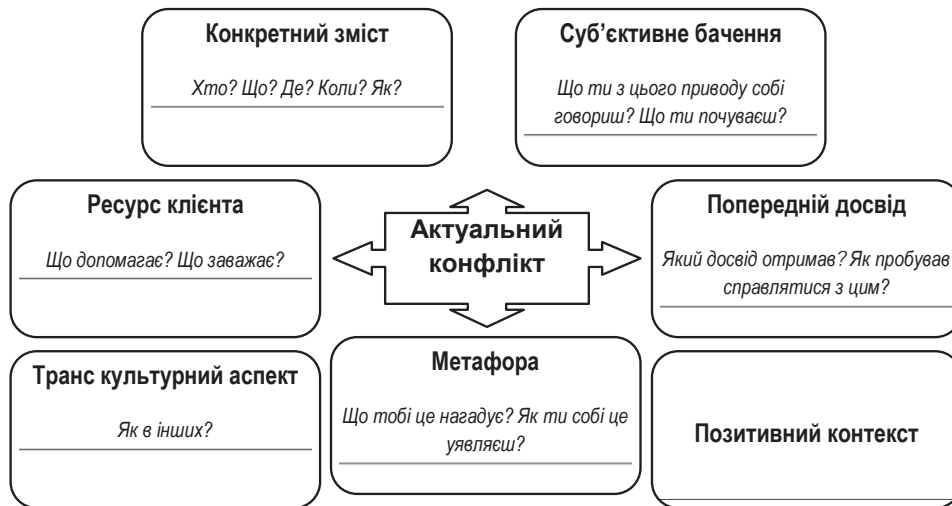 Конкретний зміст
Хто? Що? Де? Коли? Як?
Суб’єктивне бачення
Що ти з цього приводу собі
говориш? Що ти почуваєш?
Ресурс клієнта
Що допомагає? Що заважає?
Актуальний
конфлікт
Попередній досвід
Який досвід отримав? Як пробував
справлятися з цим?
Транс культурний аспект
Як в інших?
Метафора
Що тобі це нагадує? Як ти собі це
уявляєш?
Позитивний контекст